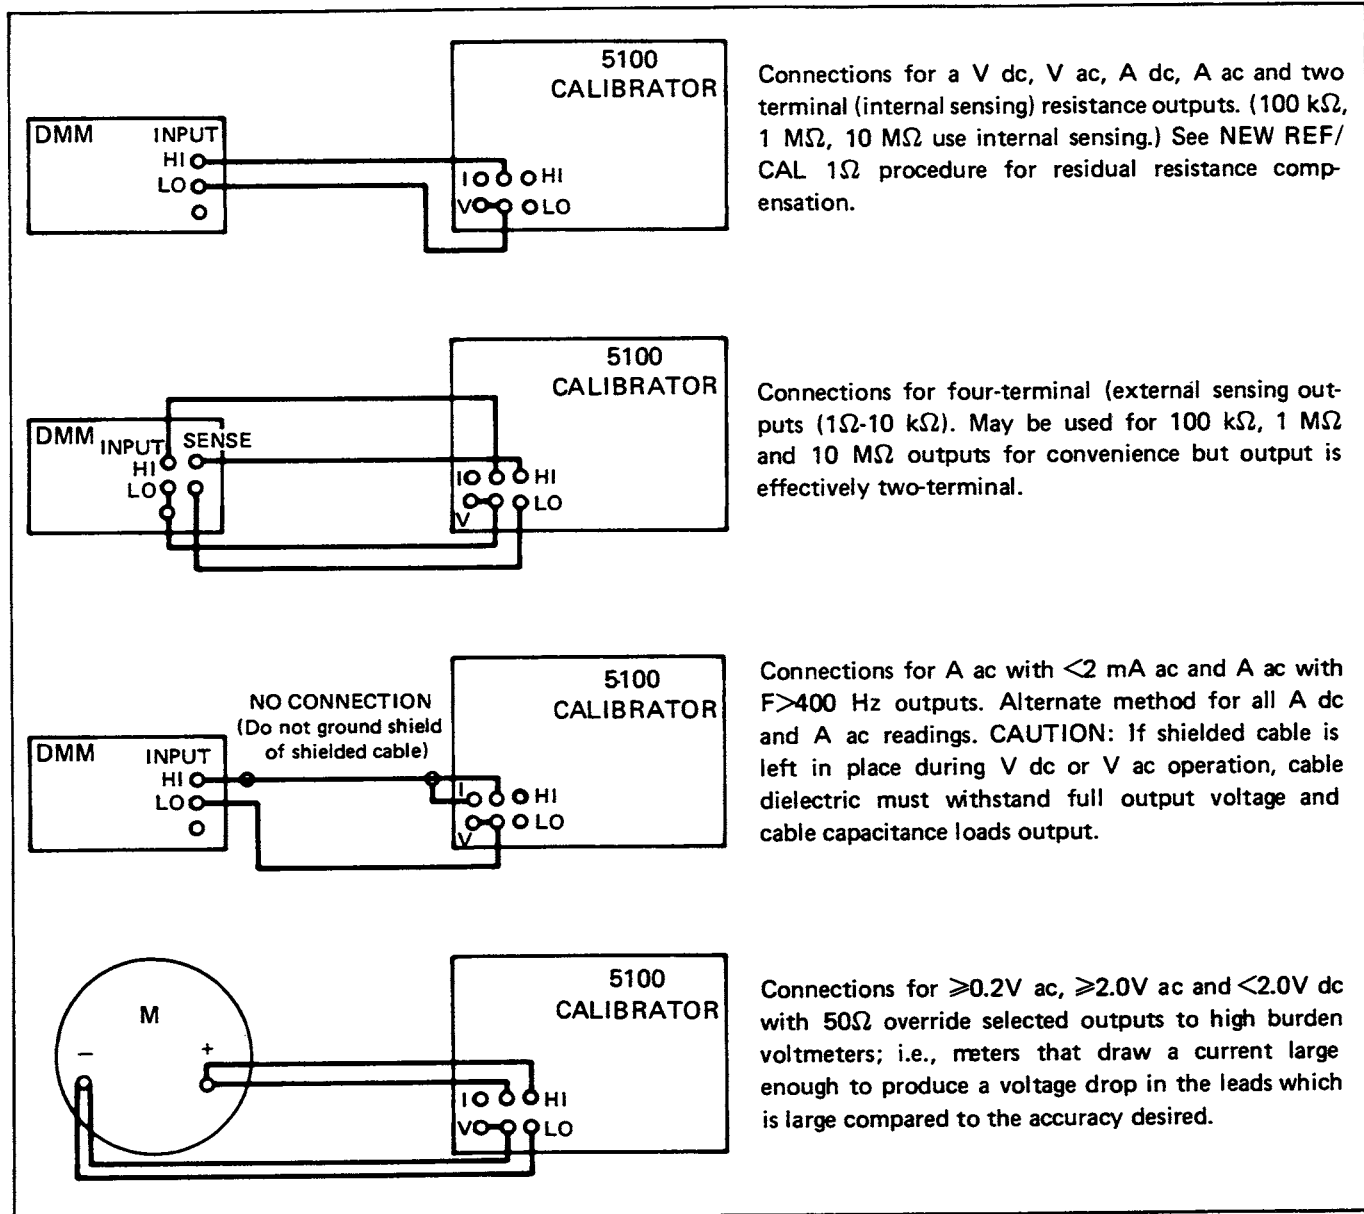 5100
CALIBRATOR
DMM INPUT
HI
LO
I HI
V LO
Connections for a V dc, V ac, A dc, A ac and two
terminal (internal sensing) resistance outputs. (100 kΩ,
1 MΩ, 10 MΩ use internal sensing.) See NEW REF/
CAL 1Ω procedure for residual resistance comp-
ensation.
5100
CALIBRATOR
DMM INPUT SENSE
HI
LO
I HI
LO
V
Connections for four-terminal (external sensing out-
puts (1Ω-10 kΩ). May be used for 100 kΩ, 1 MΩ
and 10 MΩ outputs for convenience but output is
effectively two-terminal.
5100
CALIBRATOR
NO CONNECTION
(Do not ground shield
of shielded cable)
DMM INPUT
HI
LO
I HI
LO
V
Connections for A ac with <2 mA ac and A ac with
F>400 Hz outputs. Alternate method for all A dc
and A ac readings. CAUTION: If shielded cable is
left in place during V dc or V ac operation, cable
dielectric must withstand full output voltage and
cable capacitance loads output.
5100
CALIBRATOR
M
− +
I HI
V LO
Connections for ⩾0.2V ac, ⩾2.0V ac and <2.0V dc
with 50Ω override selected outputs to high burden
voltmeters; i.e., meters that draw a current large
enough to produce a voltage drop in the leads which
is large compared to the accuracy desired.